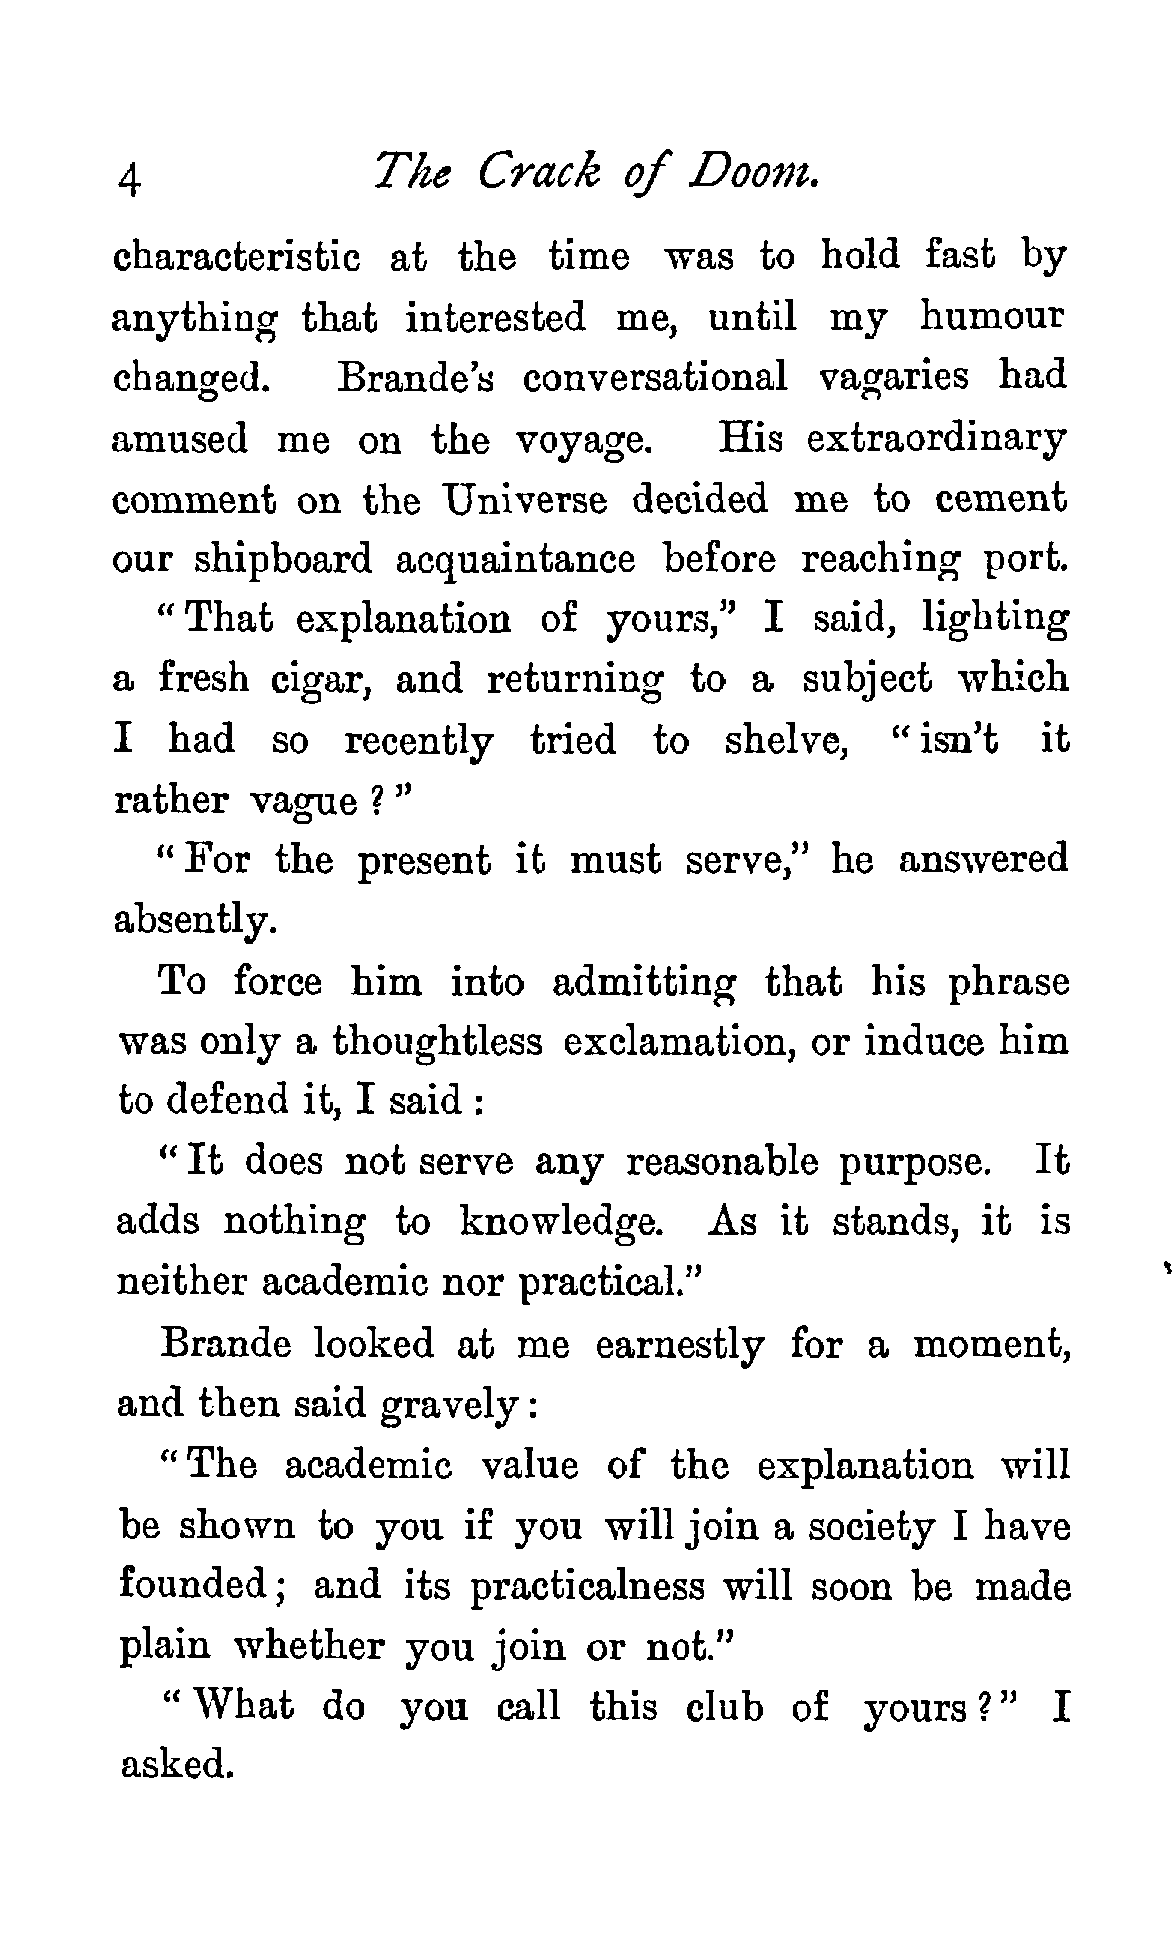 4 The Crack of Doom.
characteristic at the time was to hold fast by
anything that interested me, until my humour
changed. Brande's conversational vagaries had
amused me on the voyage. His extraordinary
comment on the Universe decided me to cement
our shipboard acquaintance before reaching port.
"That explanation of yours," I said, lighting
a fresh cigar, and returning to a subject which
I had so recently tried to shelve, "isn't it
rather vague?"
"For the present it must serve," he answered
absently.
To force him into admitting that his phrase
was only a thoughtless exclamation, or induce him
to defend it, I said:
"It does not serve any reasonable purpose. It
adds nothing to knowledge. As it stands, it is
neither academic nor practical."
Brande looked at me earnestly for a moment,
and then said gravely:
"The academic value of the explanation will
be shown to you if you will join a society I have
founded; and its practicalness will soon be made
plain whether you join or not."
"What do you call this club of yours?" I
asked.